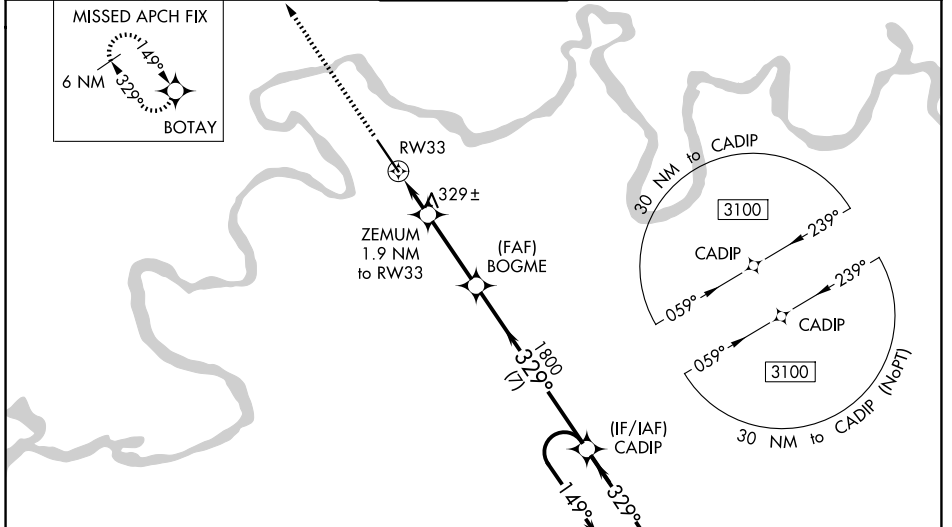 MISSED APCH FIX
149°
6 NM
329°
BOTAY
RW33
329±
ZEMUM
1.9 NM
to RW33
(FAF)
BOGME
1800
329°
(7)
(IF/IAF)
CADIP
149°
329°
30 NM to CADIP
3100
239°
CADIP
059°
239°
CADIP
059°
3100
30 NM to CADIP (NoPT)